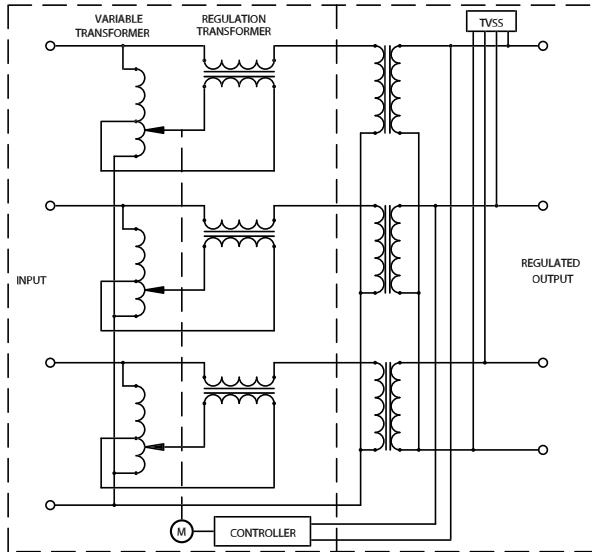 VARIABLE
TRANSFORMER
REGULATION
TRANSFORMER
TVSS
INPUT
REGULATED
OUTPUT
M
CONTROLLER